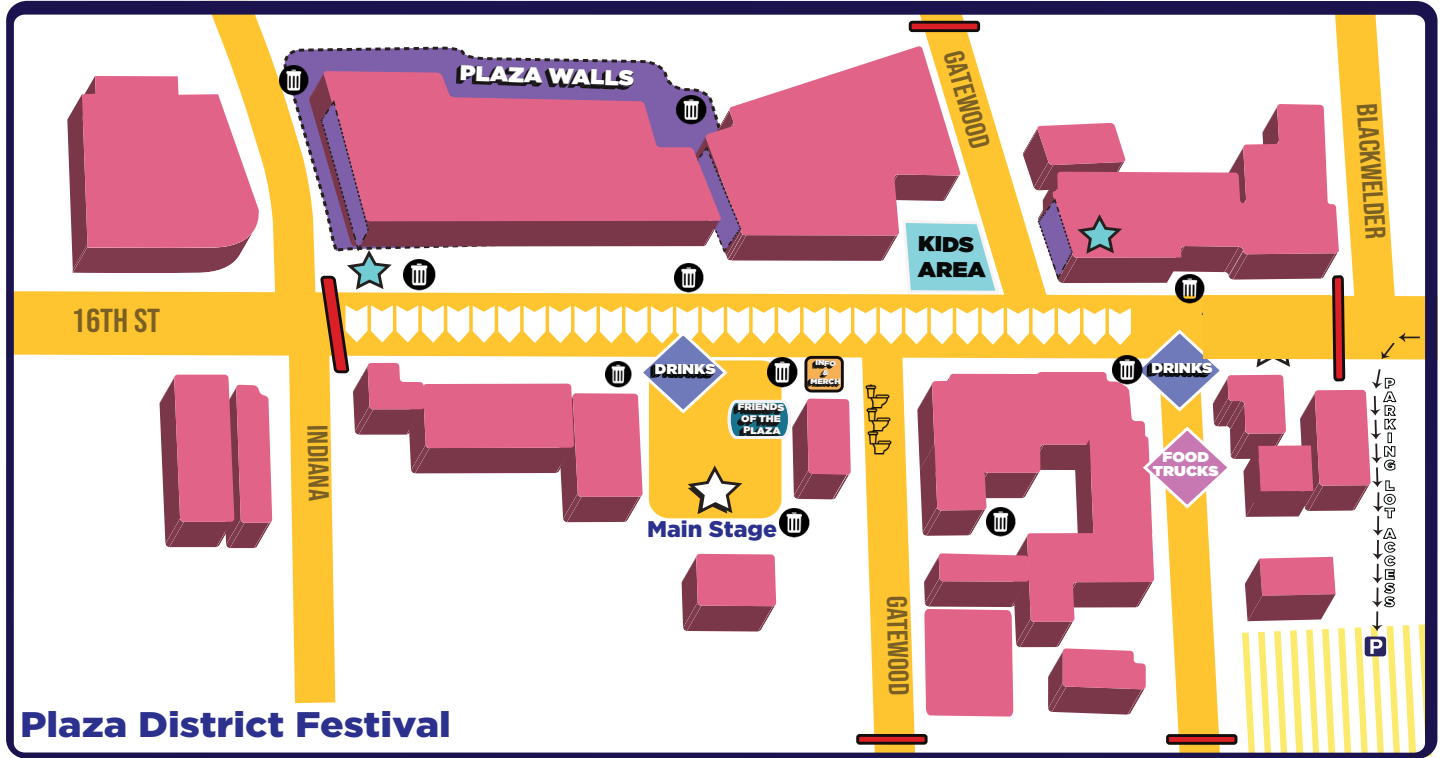 PLAZA WALLS
GATEWOOD
BLACKWELDER
KIDS
AREA
16TH ST
DRINKS
INFO
&
MERCH
DRINKS
FRIENDS
OF THE
PLAZA
INDIANA
FOOD
TRUCKS
PARKING LOT ACCESS
Main Stage
GATEWOOD
P
Plaza District Festival